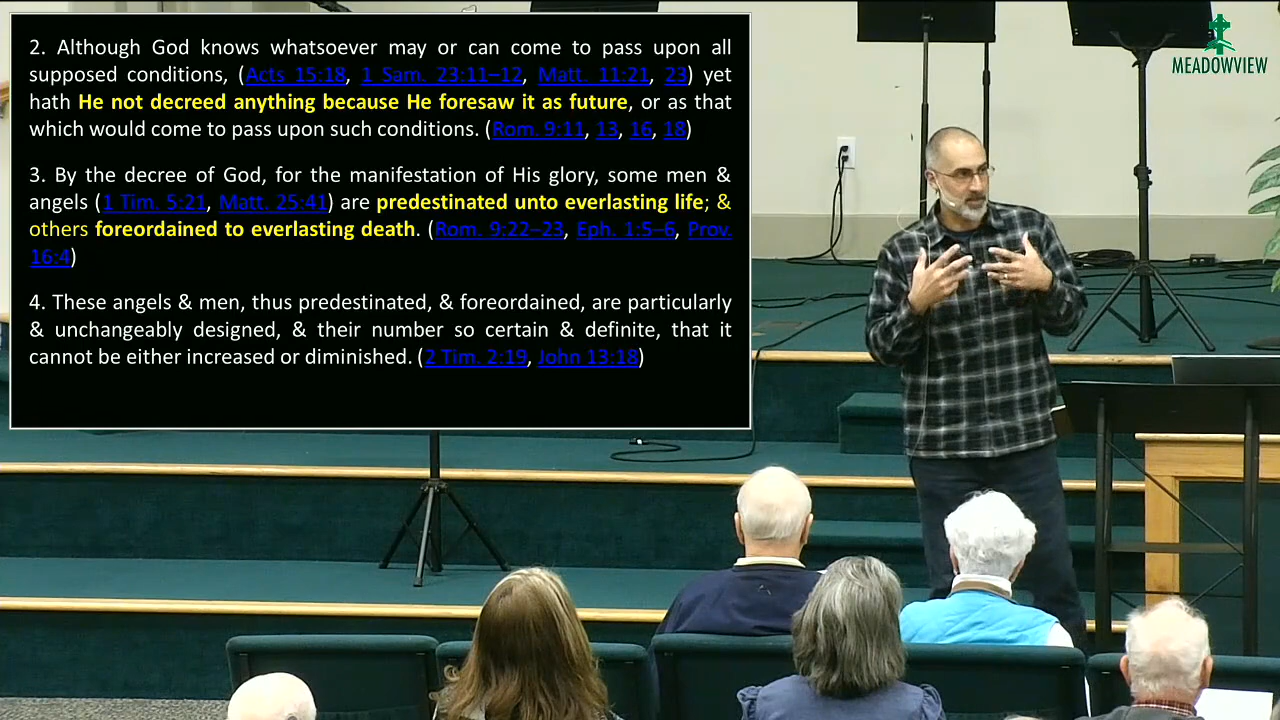 2. Although God knows whatsoever may or can come to pass upon all
supposed conditions, (Acts 15:18, 1 Sam. 23:11–12, Matt. 11:21, 23) yet
hath He not decreed anything because He foresaw it as future, or as that
which would come to pass upon such conditions. (Rom. 9:11, 13, 16, 18)
3. By the decree of God, for the manifestation of His glory, some men &
angels (1 Tim. 5:21, Matt. 25:41) are predestinated unto everlasting life; &
others foreordained to everlasting death. (Rom. 9:22–23, Eph. 1:5–6, Prov.
16:4)
4. These angels & men, thus predestinated, & foreordained, are particularly
& unchangeably designed, & their number so certain & definite, that it
cannot be either increased or diminished. (2 Tim. 2:19, John 13:18)
MEADOWVIEW